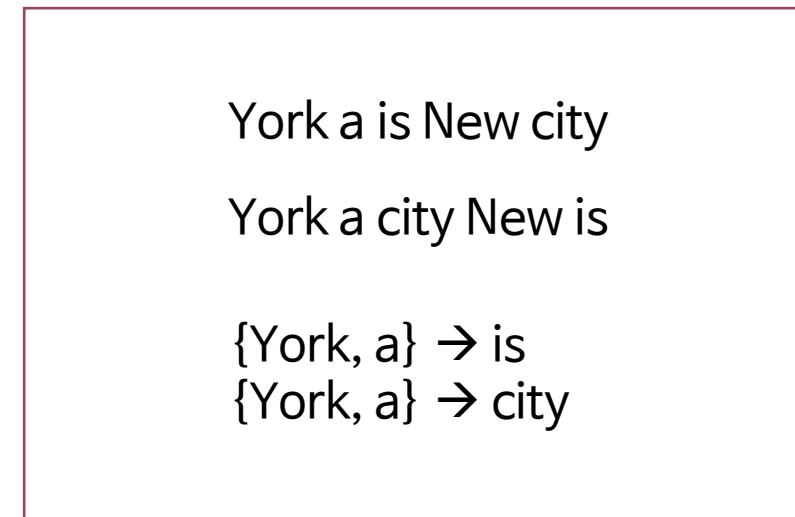 York a is New city
York a city New is
{York, a} → is
{York, a} → city